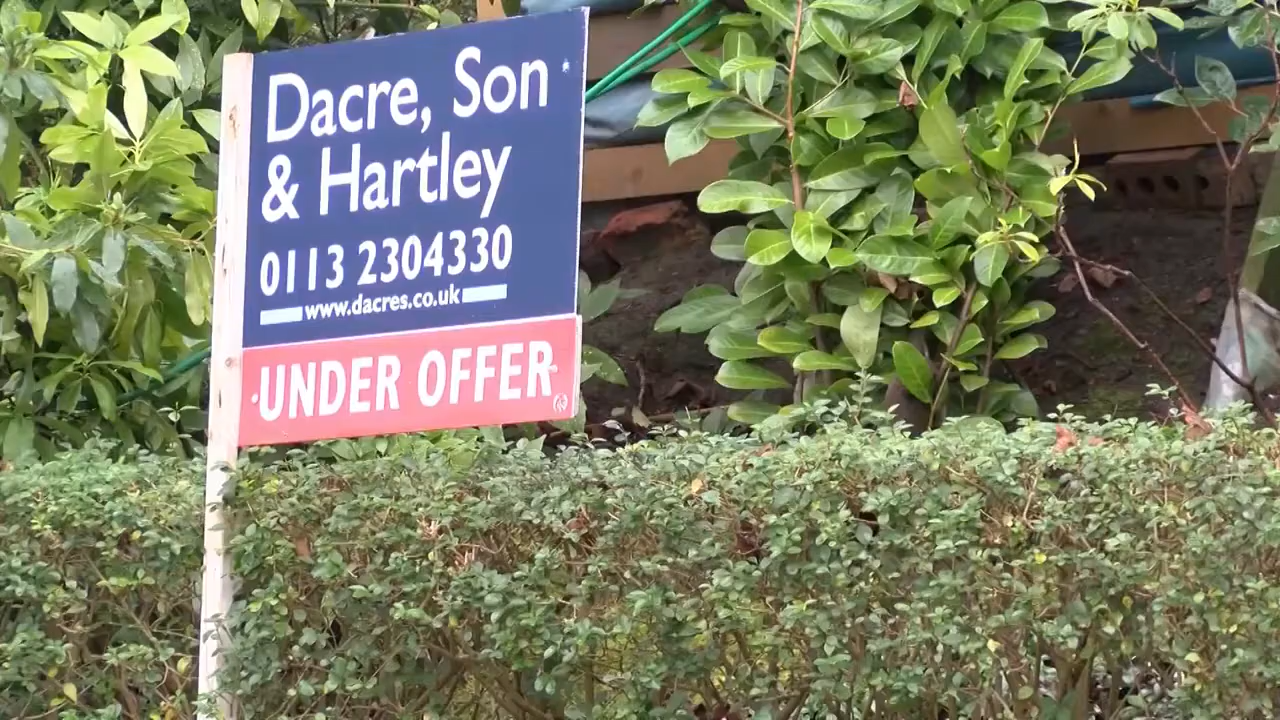 Dacre, Son
& Hartley
0113 2304330
www.dacres.co.uk
UNDER OFFER